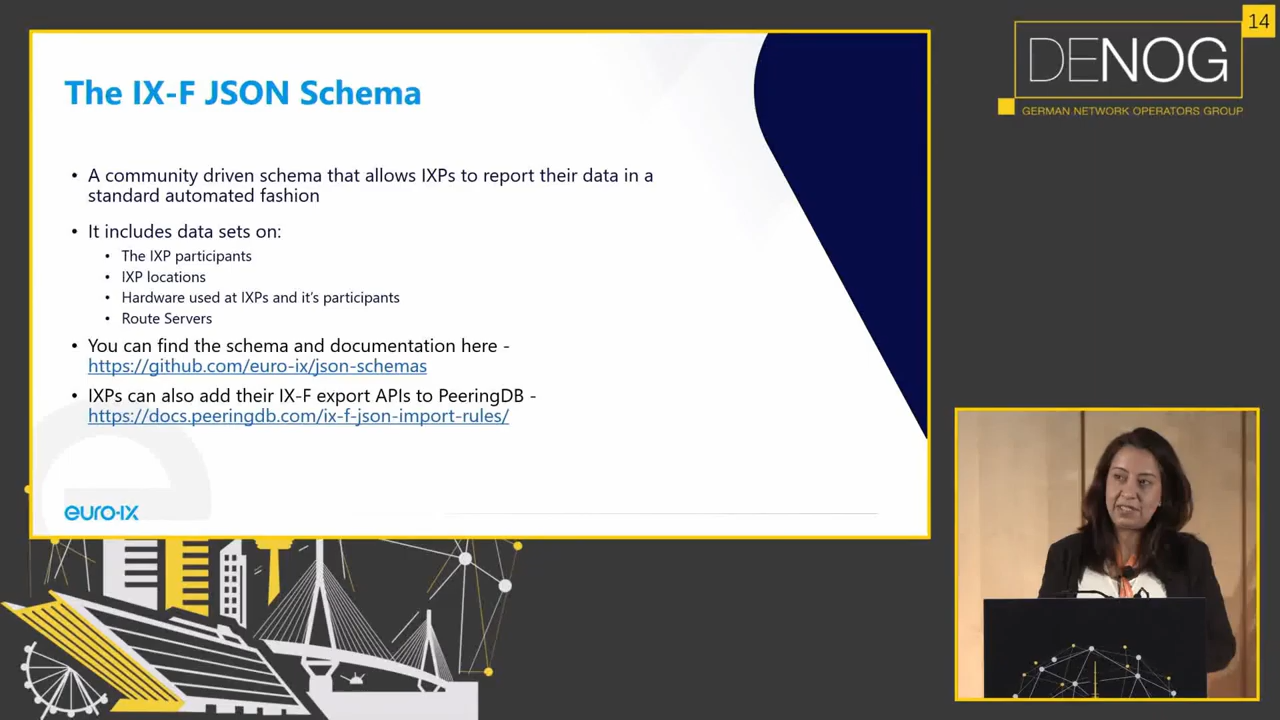 The IX-F JSON Schema
• A community driven schema that allows IXPs to report their data in a
standard automated fashion
• It includes data sets on:
• The IXP participants
• IXP locations
• Hardware used at IXPs and it's participants
• Route Servers
• You can find the schema and documentation here -
https://github.com/euro-ix/json-schemas
• IXPs can also add their IX-F export APIs to PeeringDB -
https://docs.peeringdb.com/ix-f-json-import-rules/
euro-ix
14
DENOG
GERMAN NETWORK OPERATORS GROUP